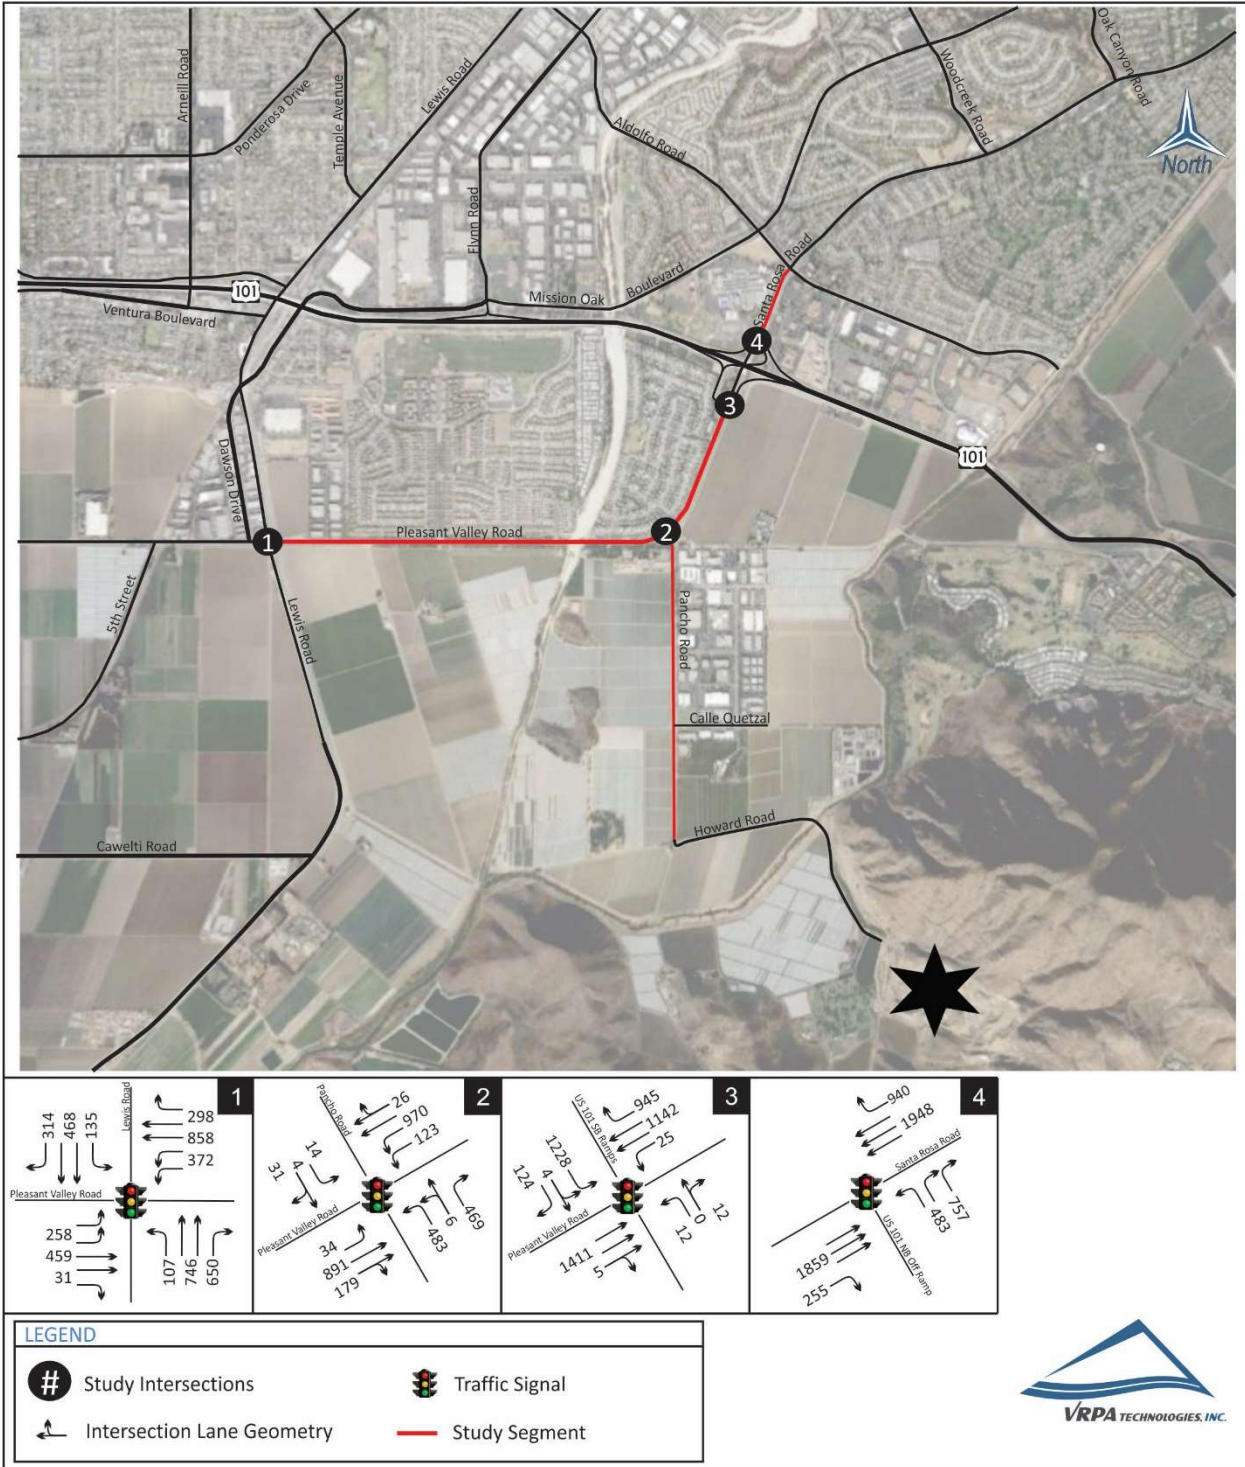 Arneill Road
Ponderosa Drive
Temple Avenue
Lewis Road
Flynn Road
Aldolfo Road
Woodcreek Road
Oak Canyon Road
North
101
Ventura Boulevard
Mission Oak
Boulevard
Santa Rosa Road
4
3
101
Dawson Drive
1
Pleasant Valley Road
2
5th Street
Lewis Road
Pancho Road
Calle Quetzal
Howard Road
Cawelti Road
1
Lewis Road
314
468
135
298
858
372
Pleasant Valley Road
258
459
31
107
746
650
2
Pancho Road
26
970
123
14
4
31
Pleasant Valley Road
34
891
179
483
6
469
3
US 101 SB Ramps
945
1142
25
1228
4
124
Pleasant Valley Road
1411
5
12
0
12
4
940
1948
Santa Rosa Road
1859
255
483
757
US 101 NB Off Ramp
LEGEND
# Study Intersections
Traffic Signal
Intersection Lane Geometry
Study Segment
VRPA TECHNOLOGIES, INC.